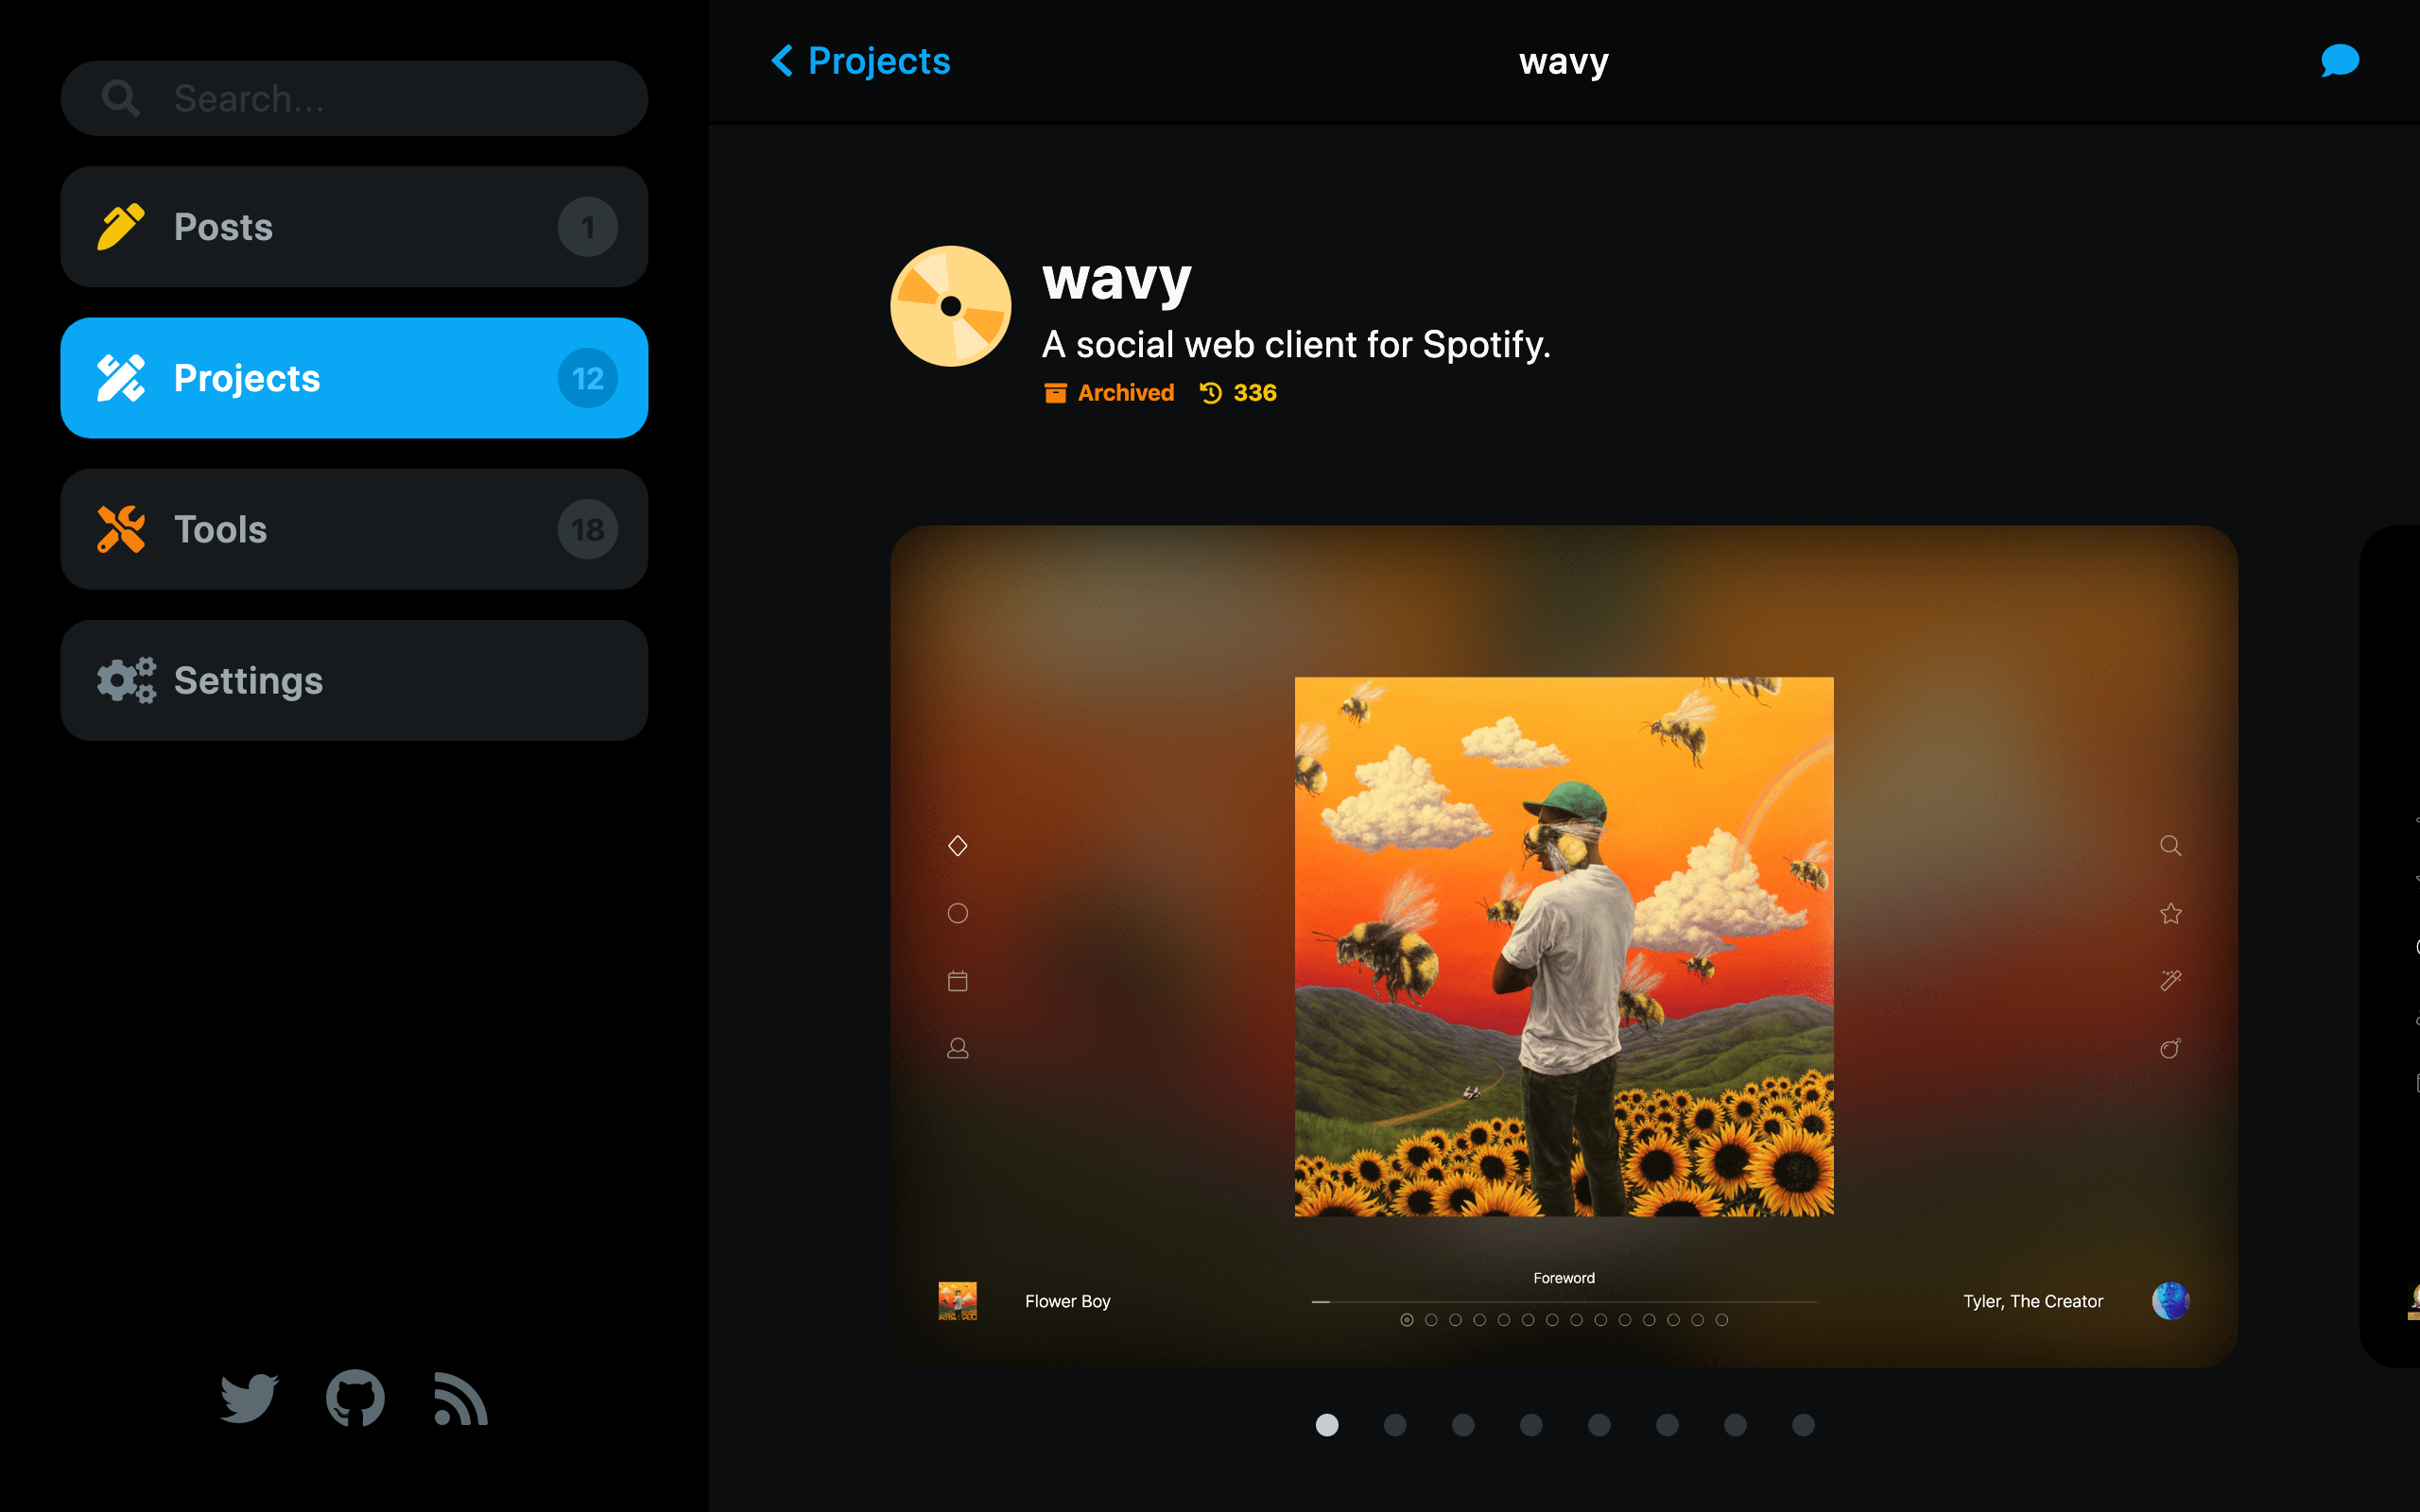 Search...
Posts 1
Projects 12
Tools 18
Settings
Projects
wavy
wavy
A social web client for Spotify.
Archived 336
Foreword
Flower Boy
Tyler, The Creator